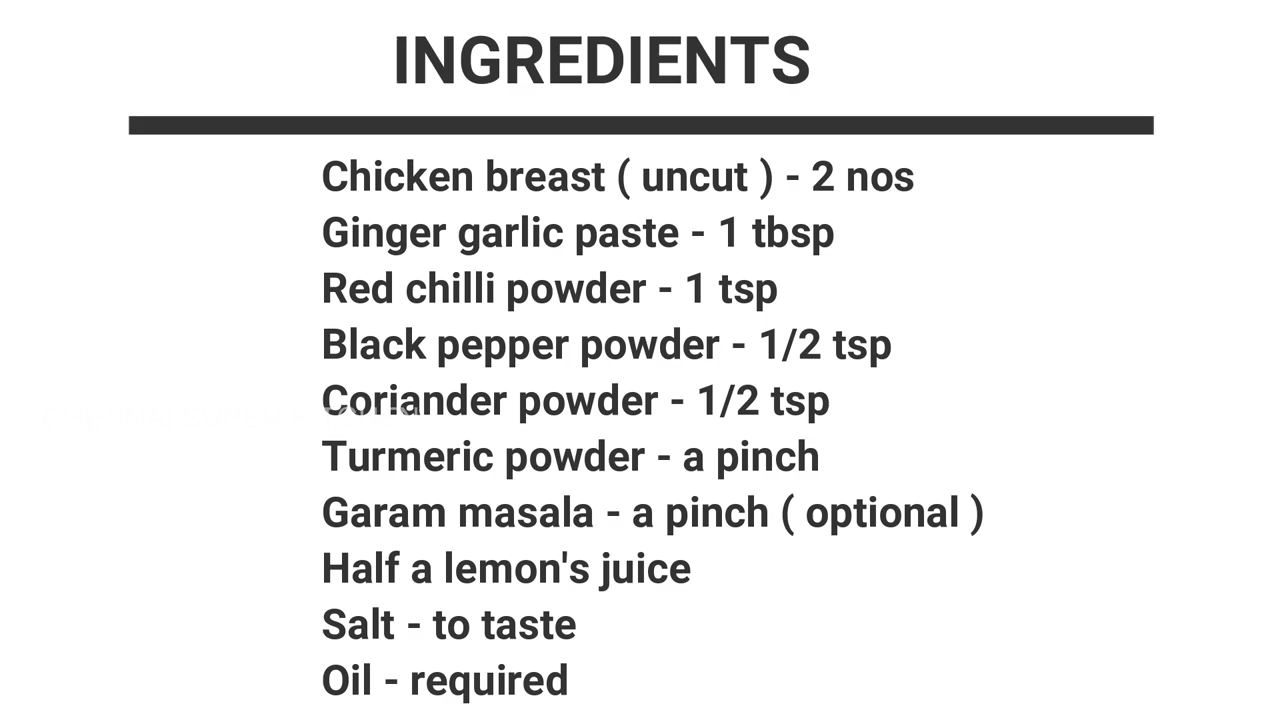 INGREDIENTS
Chicken breast ( uncut ) - 2 nos
Ginger garlic paste - 1 tbsp
Red chilli powder - 1 tsp
Black pepper powder - 1/2 tsp
Coriander powder - 1/2 tsp
Turmeric powder - a pinch
Garam masala - a pinch ( optional )
Half a lemon's juice
Salt - to taste
Oil - required